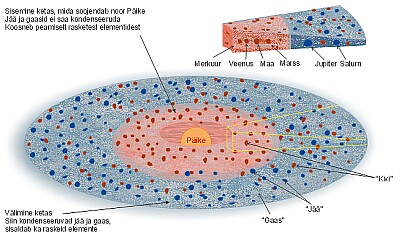 Sisemine ketas, mida soojendab noor Päike
Jää ja gaasid ei saa kondenseeruda
Koosneb peamiselt rasketest elementidest
Merkuur
Veenus
Maa
Marss
Jupiter
Saturn
Päike
"Kivi"
"Jää"
"Gaas"
Välimine ketas
Siin kondenseeruvad jää ja gaas,
sisaldab ka raskeid elemente